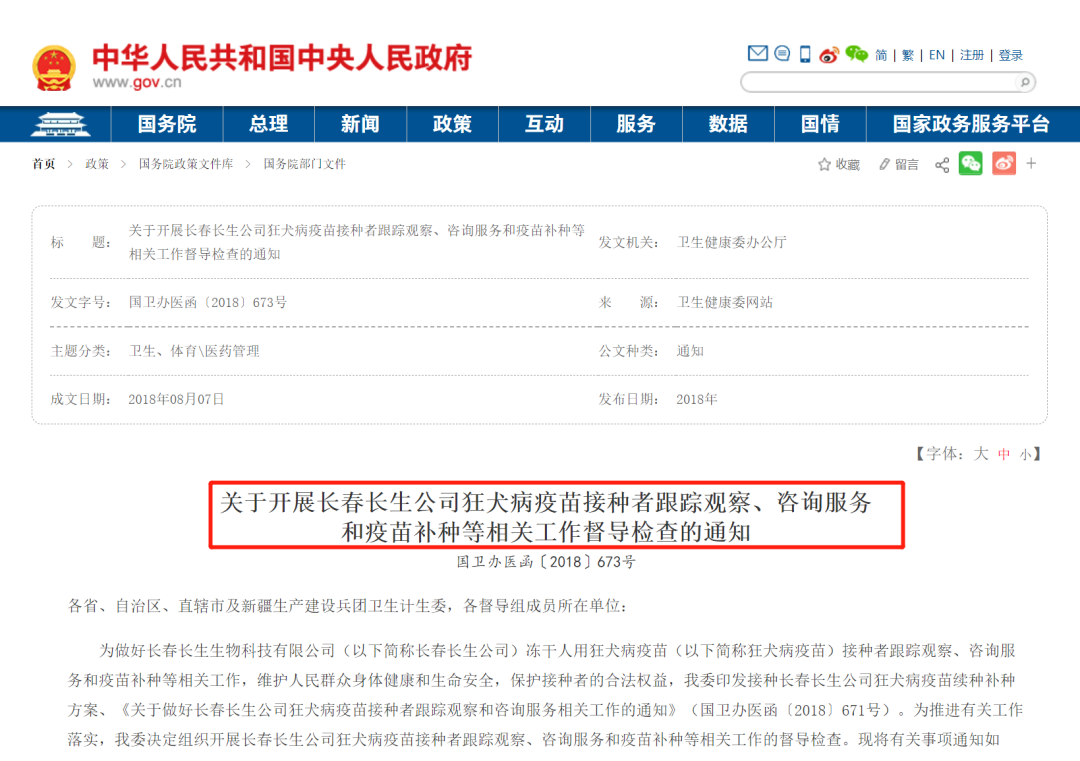 中华人民共和国中央人民政府
www.gov.cn
简 | 繁 | EN | 注册 | 登录
国务院 总理 新闻 政策 互动 服务 数据 国情 国家政务服务平台
首页 > 政策 > 国务院政策文件库 > 国务院部门文件
收藏 留言
标　　题： 关于开展长春长生公司狂犬病疫苗接种者跟踪观察、咨询服务和疫苗补种等
相关工作督导检查的通知
发文机关： 卫生健康委办公厅
发文字号： 国卫办医函〔2018〕673号
来　　源： 卫生健康委网站
主题分类： 卫生、体育\医药管理
公文种类： 通知
成文日期： 2018年08月07日
发布日期： 2018年
【字体：大 中 小】
关于开展长春长生公司狂犬病疫苗接种者跟踪观察、咨询服务
和疫苗补种等相关工作督导检查的通知
国卫办医函〔2018〕673号
各省、自治区、直辖市及新疆生产建设兵团卫生计生委，各督导组成员所在单位：
为做好长春长生生物科技有限公司（以下简称长春长生公司）冻干人用狂犬病疫苗（以下简称狂犬病疫苗）接种者跟踪观察、咨询服
务和疫苗补种等相关工作，维护人民群众身体健康和生命安全，保护接种者的合法权益，我委印发接种长春长生公司狂犬病疫苗续种补种
方案、《关于做好长春长生公司狂犬病疫苗接种者跟踪观察和咨询服务相关工作的通知》（国卫办医函〔2018〕671号）。为推进有关工作
落实，我委决定组织开展长春长生公司狂犬病疫苗接种者跟踪观察、咨询服务和疫苗补种等相关工作的督导检查。现将有关事项通知如